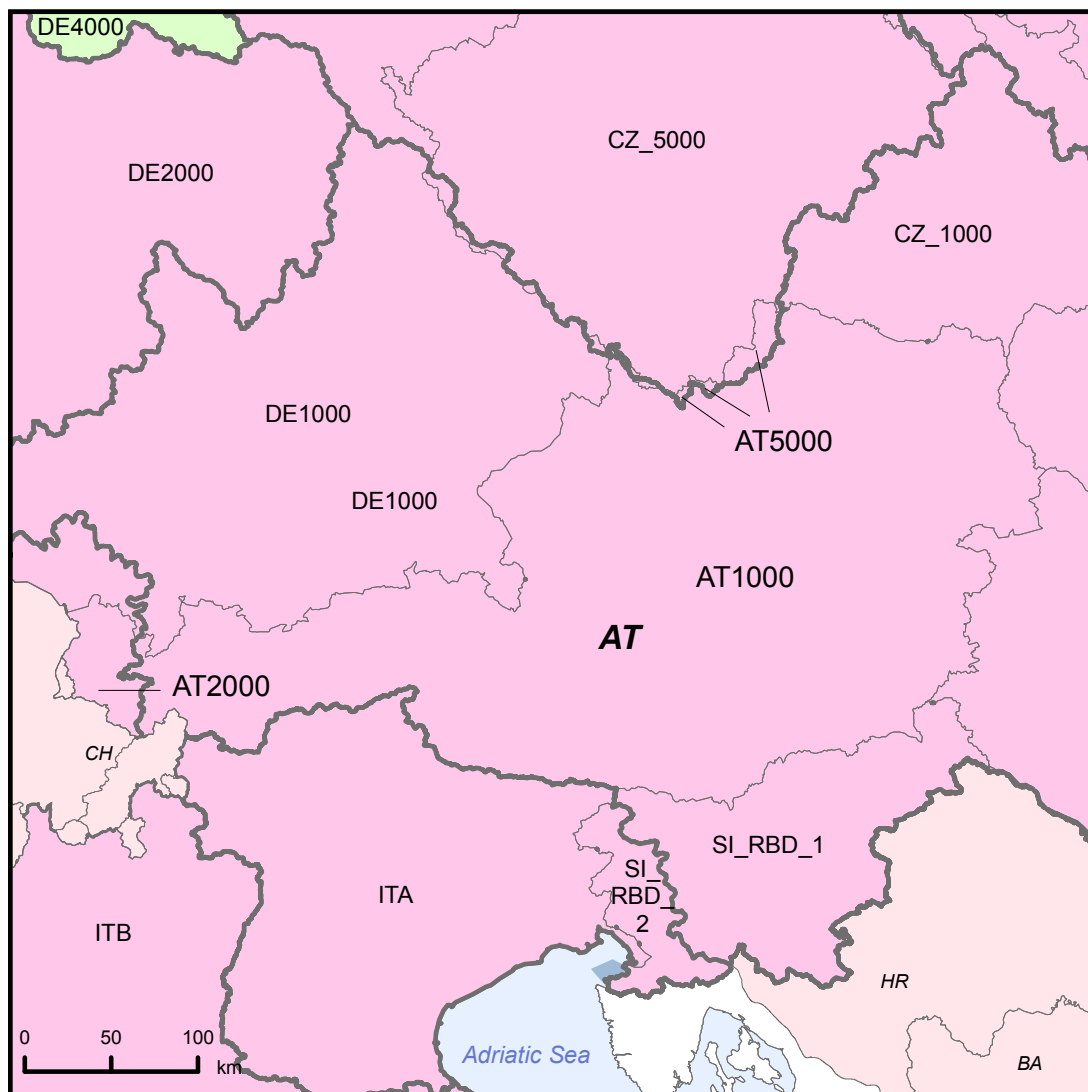 DE4000
CZ_5000
DE2000
CZ_1000
DE1000
AT5000
DE1000
AT1000
AT
AT2000
CH
SI_RBD_1
SI_
RBD_
2
ITA
ITB
HR
Adriatic Sea
BA
0 50 100
km